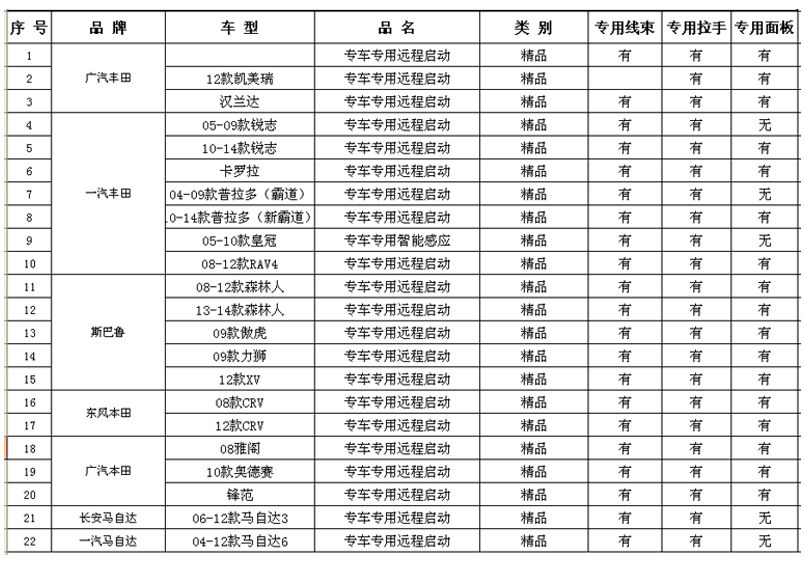 序 号 品 牌 车 型 品 名 类 别 专用线束 专用拉手 专用面板
1 专车专用远程启动 精品 有 有 有
广汽丰田
2 12款凯美瑞 专车专用远程启动 精品 有 有
3 汉兰达 专车专用远程启动 精品 有 有 有
4 05-09款锐志 专车专用远程启动 精品 有 有 无
5 10-14款锐志 专车专用远程启动 精品 有 有 有
6 卡罗拉 专车专用远程启动 精品 有 有 有
一汽丰田
7 04-09款普拉多（霸道） 专车专用远程启动 精品 有 有 无
8 .0-14款普拉多（新霸道） 专车专用远程启动 精品 有 有 有
9 05-10款皇冠 专车专用智能感应 精品 有 有 无
10 08-12款RAV4 专车专用远程启动 精品 有 有 有
11 08-12款森林人 专车专用远程启动 精品 有 有 有
12 13-14款森林人 专车专用远程启动 精品 有 有 有
斯巴鲁
13 09款傲虎 专车专用远程启动 精品 有 有 有
14 09款力狮 专车专用远程启动 精品 有 有 有
15 12款XV 专车专用远程启动 精品 有 有 有
16 08款CRV 专车专用远程启动 精品 有 有 有
东风本田
17 12款CRV 专车专用远程启动 精品 有 有 有
18 08雅阁 专车专用远程启动 精品 有 有 有
广汽本田
19 10款奥德赛 专车专用远程启动 精品 有 有 有
20 锋范 专车专用远程启动 精品 有 有 有
21 长安马自达 06-12款马自达3 专车专用远程启动 精品 有 有 无
22 一汽马自达 04-12款马自达6 专车专用远程启动 精品 有 有 无